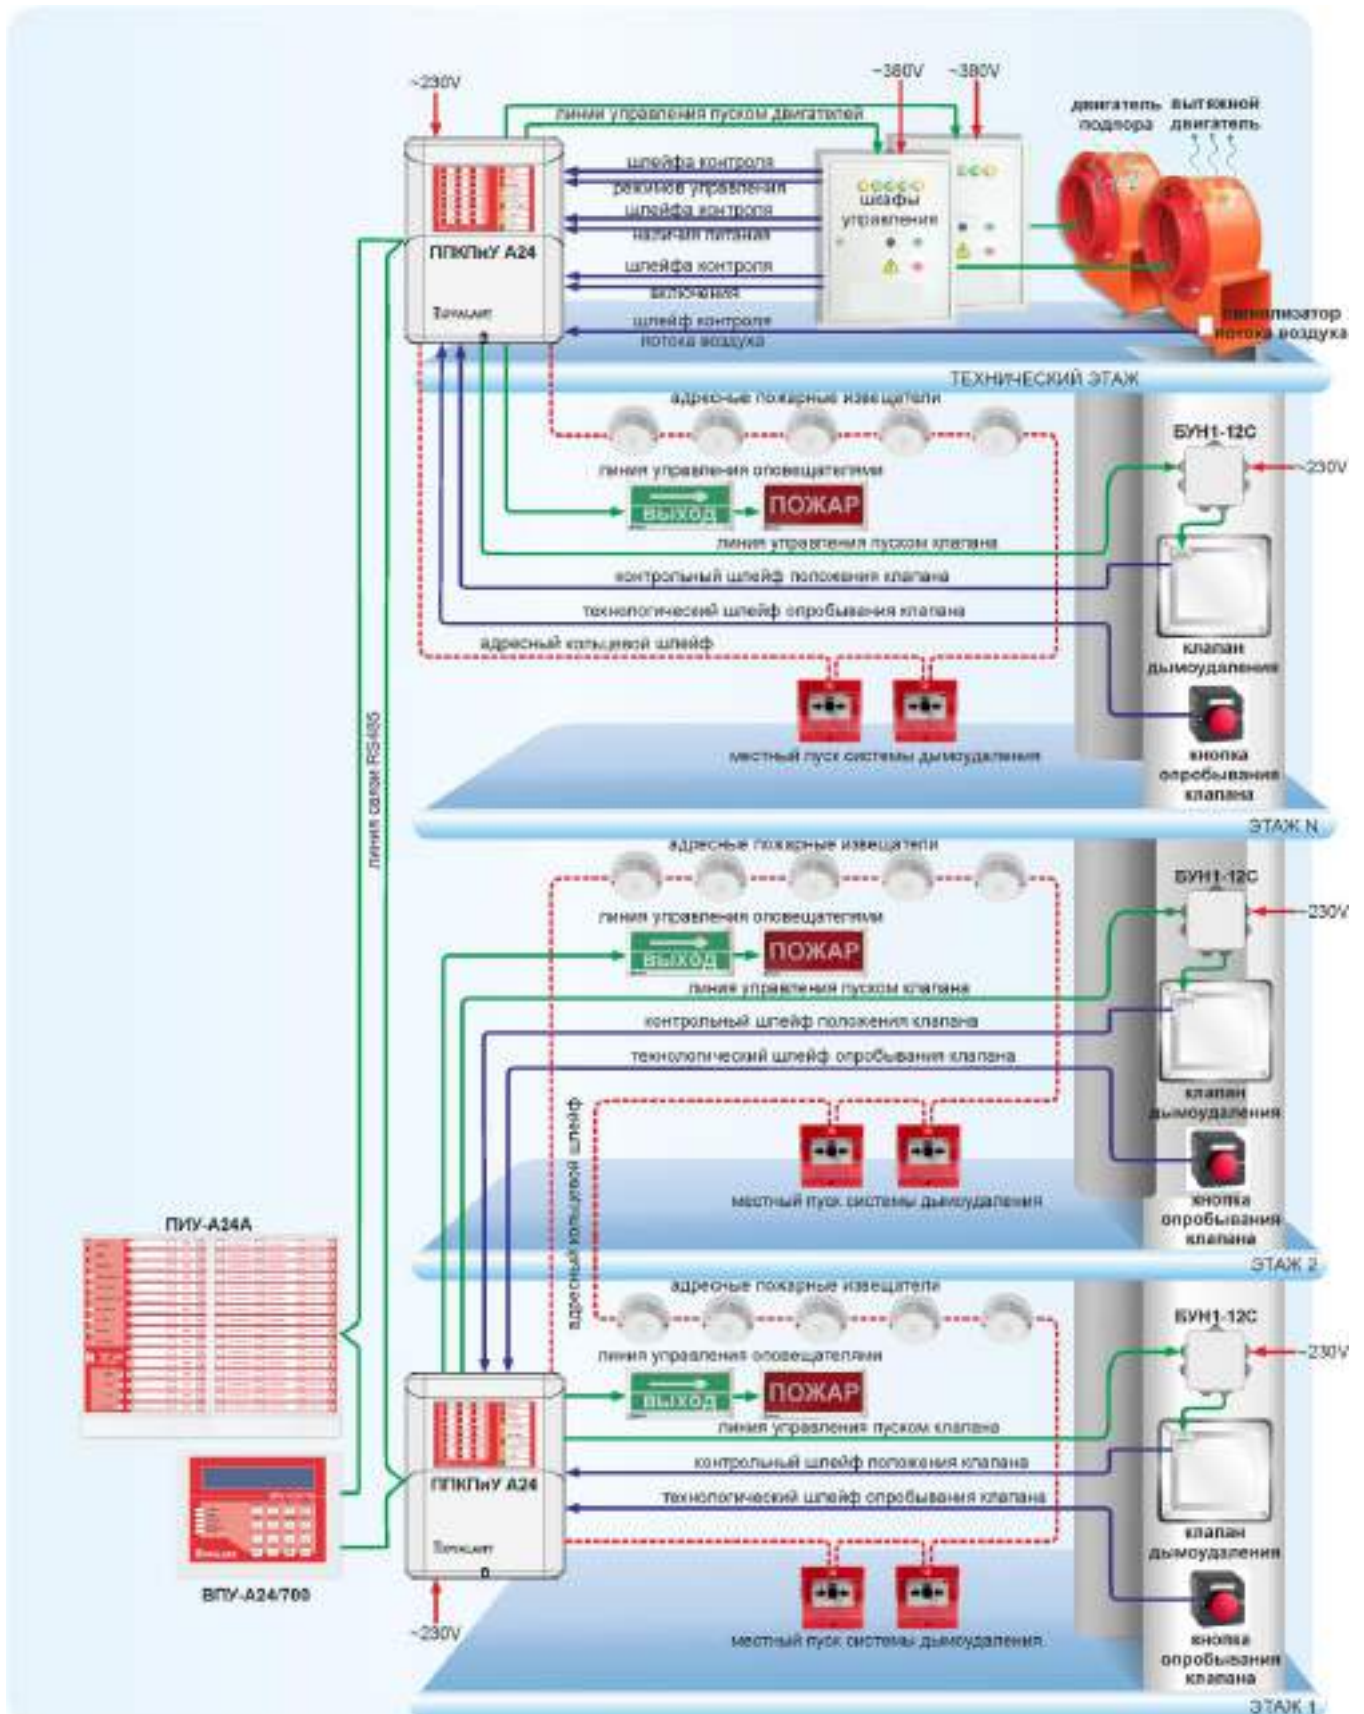 ~230V
~380V
~380V
линии управления пуском двигателей
двигатель
подпора
вытяжной
двигатель
шлейфа контроля
режимов управления
шлейфа контроля
наличия питания
шлейфа контроля
включения
шлейф контроля
потока воздуха
шкафы
управления
ППКПиУ А24
сигнализатор
потока воздуха
ТЕХНИЧЕСКИЙ ЭТАЖ
адресные пожарные извещатели
БУН1-12С
~230V
линия управления оповещателями
ВЫХОД
ПОЖАР
линия управления пуском клапана
контрольный шлейф положения клапана
технологический шлейф опробывания клапана
адресный кольцевой шлейф
клапан
дымоудаления
местный пуск системы дымоудаления
кнопка
опробывания
клапана
линия связи RS485
ЭТАЖ N
адресные пожарные извещатели
БУН1-12С
~230V
линия управления оповещателями
ВЫХОД
ПОЖАР
линия управления пуском клапана
контрольный шлейф положения клапана
технологический шлейф опробывания клапана
клапан
дымоудаления
адресный кольцевой шлейф
местный пуск системы дымоудаления
кнопка
опробывания
клапана
ЭТАЖ 2
ПИУ-А24А
адресные пожарные извещатели
БУН1-12С
~230V
линия управления оповещателями
ВЫХОД
ПОЖАР
линия управления пуском клапана
контрольный шлейф положения клапана
технологический шлейф опробывания клапана
ППКПиУ А24
клапан
дымоудаления
ВПУ-А24/700
~230V
местный пуск системы дымоудаления
кнопка
опробывания
клапана
ЭТАЖ 1